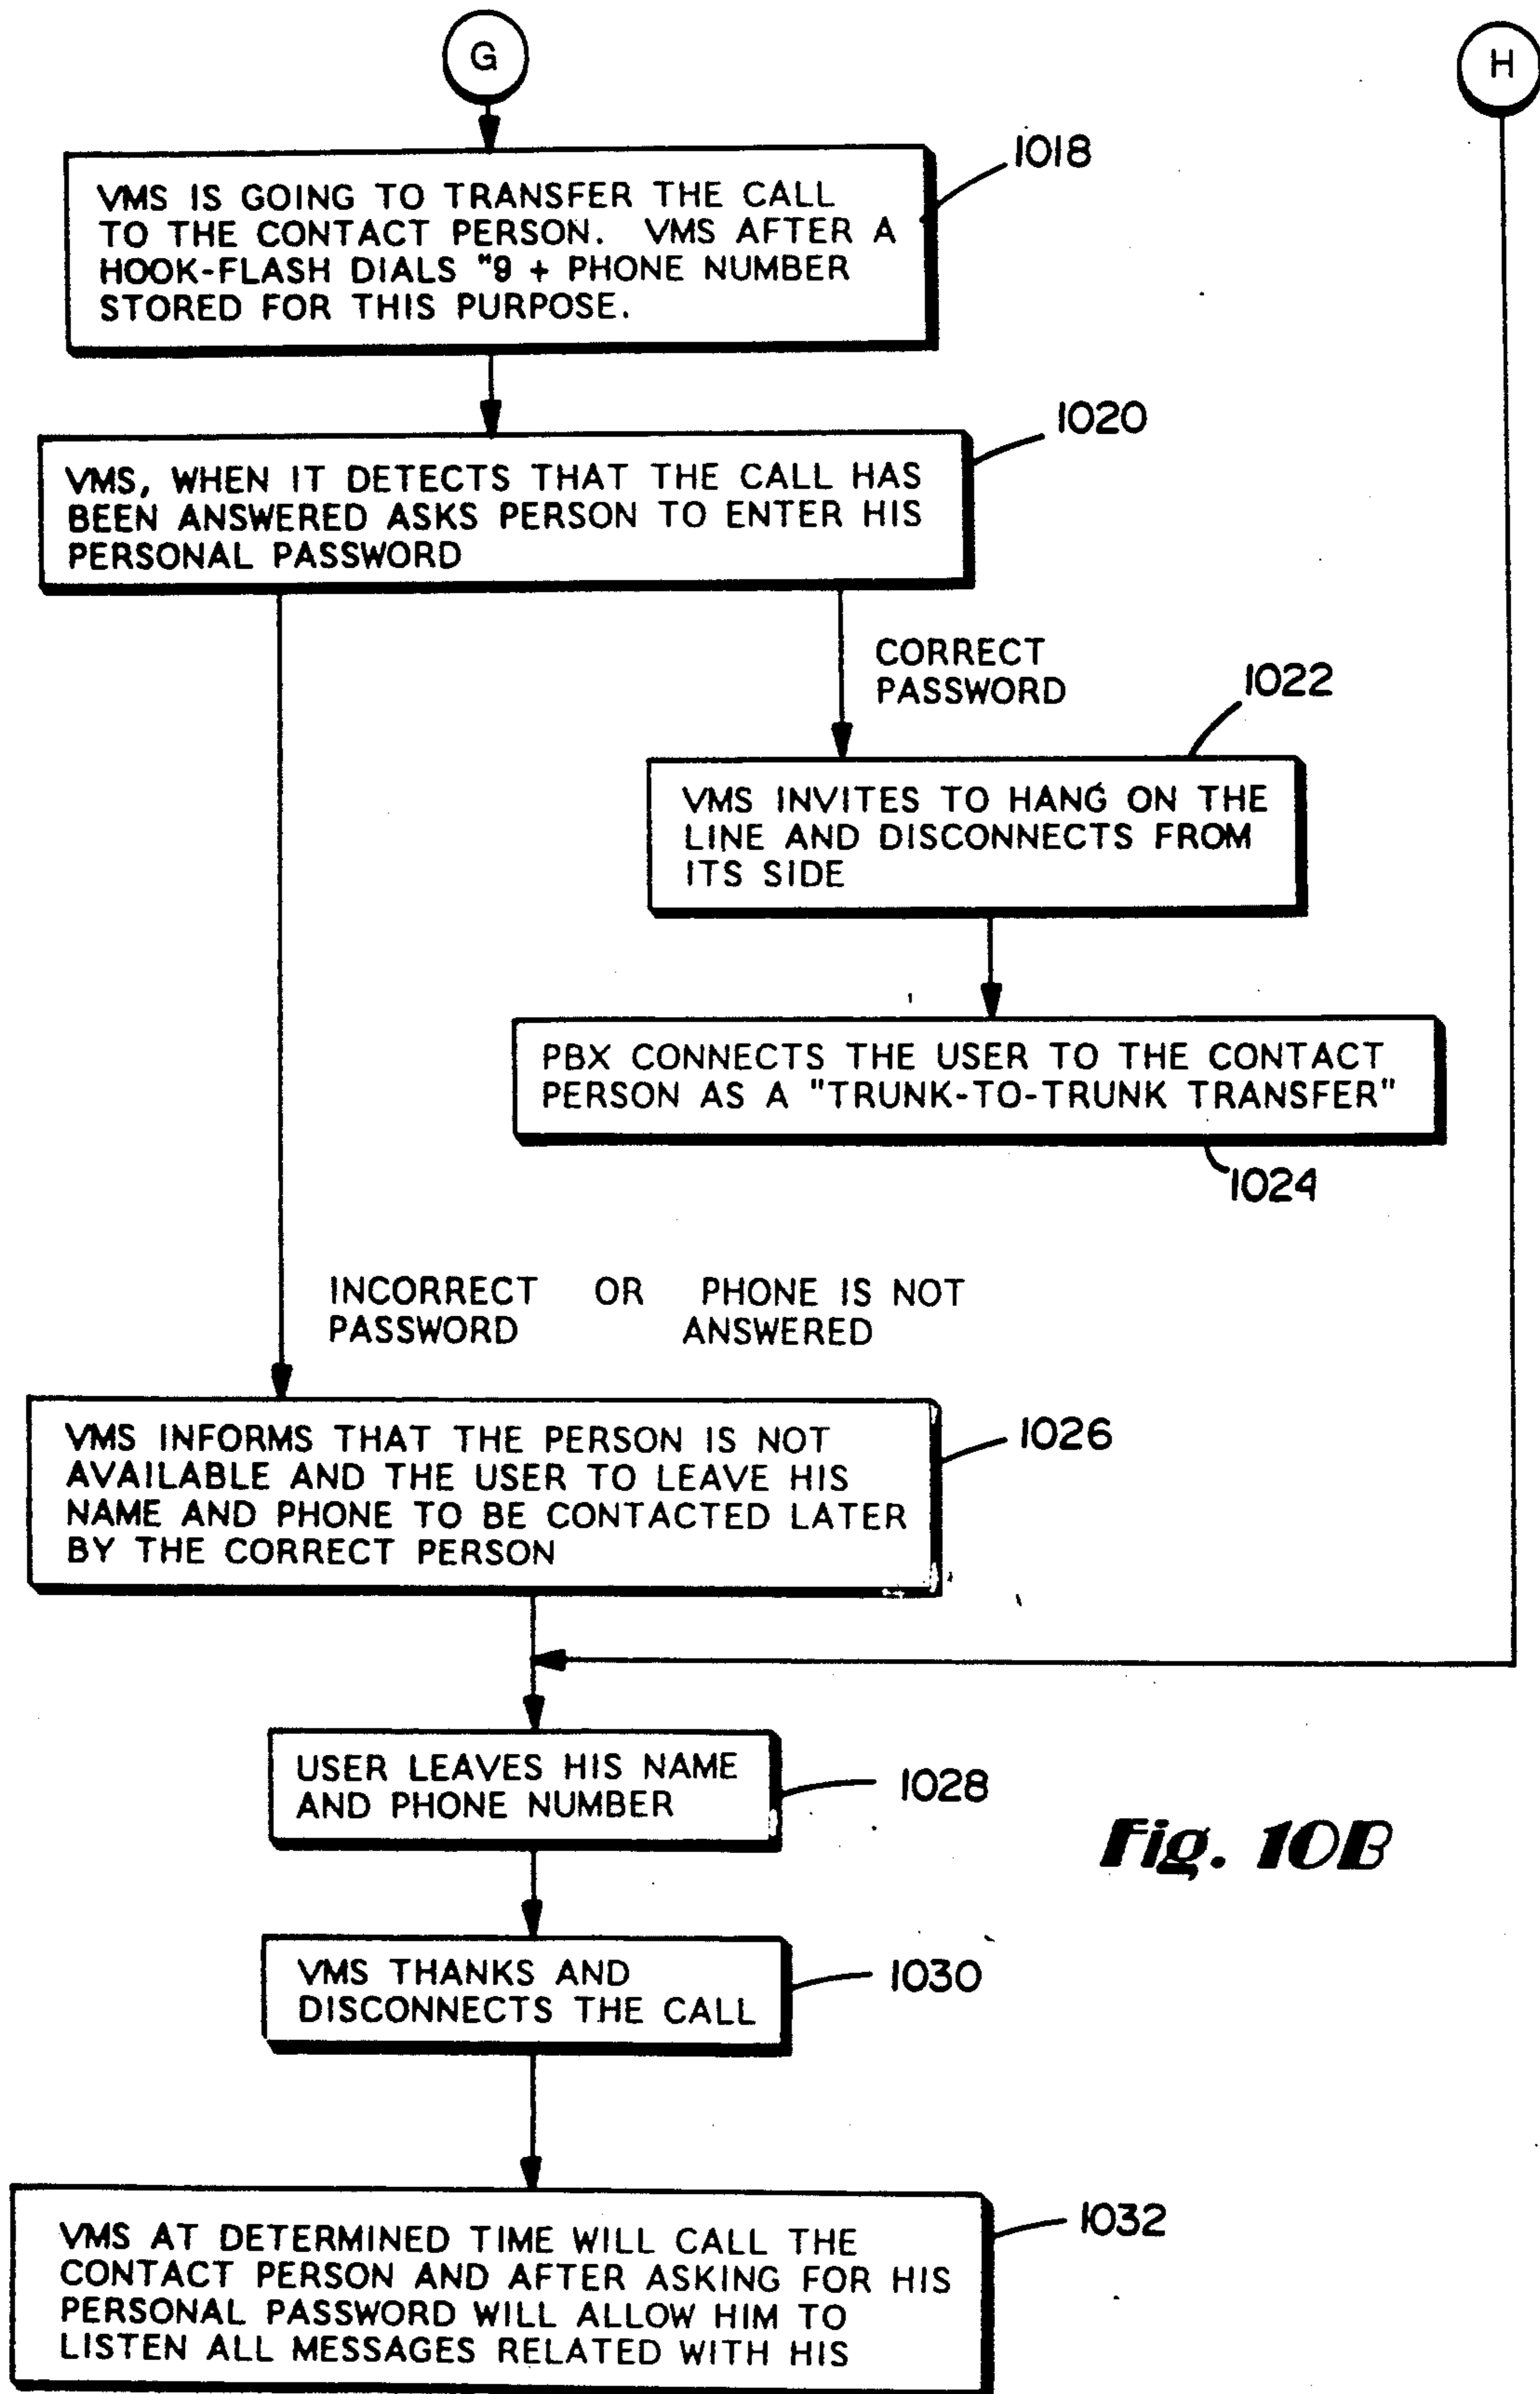 G
H
1018
VMS IS GOING TO TRANSFER THE CALL
TO THE CONTACT PERSON. VMS AFTER A
HOOK-FLASH DIALS "9 + PHONE NUMBER
STORED FOR THIS PURPOSE.
1020
VMS, WHEN IT DETECTS THAT THE CALL HAS
BEEN ANSWERED ASKS PERSON TO ENTER HIS
PERSONAL PASSWORD
CORRECT
PASSWORD
1022
VMS INVITES TO HANG ON THE
LINE AND DISCONNECTS FROM
ITS SIDE
PBX CONNECTS THE USER TO THE CONTACT
PERSON AS A "TRUNK-TO-TRUNK TRANSFER"
1024
INCORRECT OR PHONE IS NOT
PASSWORD ANSWERED
1026
VMS INFORMS THAT THE PERSON IS NOT
AVAILABLE AND THE USER TO LEAVE HIS
NAME AND PHONE TO BE CONTACTED LATER
BY THE CORRECT PERSON
USER LEAVES HIS NAME
AND PHONE NUMBER
1028
Fig. 10B
VMS THANKS AND
DISCONNECTS THE CALL
1030
1032
VMS AT DETERMINED TIME WILL CALL THE
CONTACT PERSON AND AFTER ASKING FOR HIS
PERSONAL PASSWORD WILL ALLOW HIM TO
LISTEN ALL MESSAGES RELATED WITH HIS